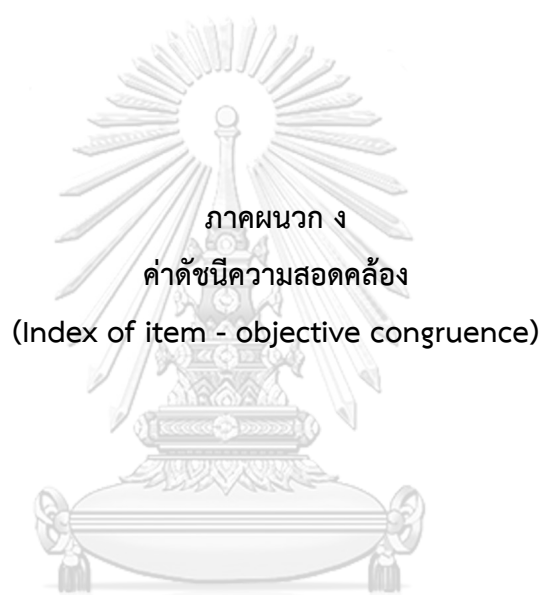 ภาคผนวก ง
ค่าดัชนีความสอดคล้อง
(Index of item - objective congruence)